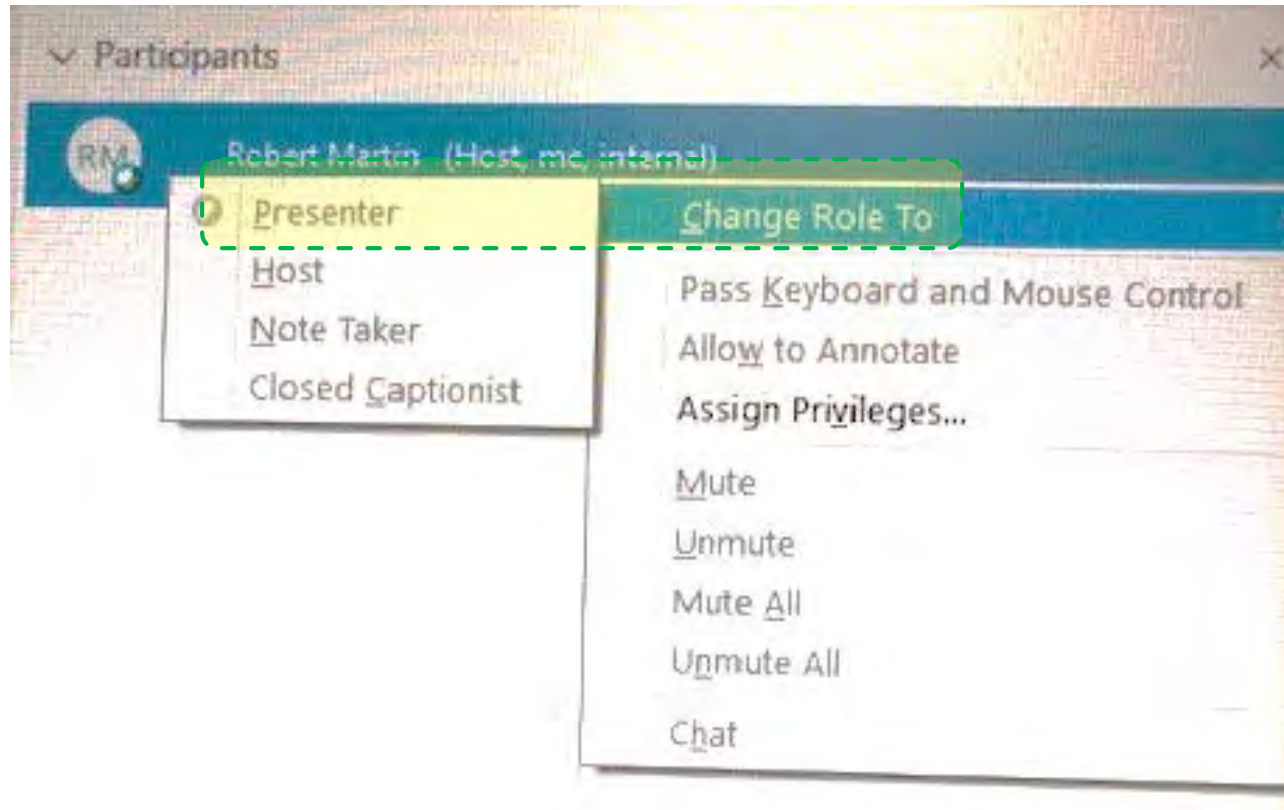 Participants
RM Robert Martin (Host, me, internal)
Presenter
Host
Note Taker
Closed Captionist
Change Role To
Pass Keyboard and Mouse Control
Allow to Annotate
Assign Privileges...
Mute
Unmute
Mute All
Unmute All
Chat